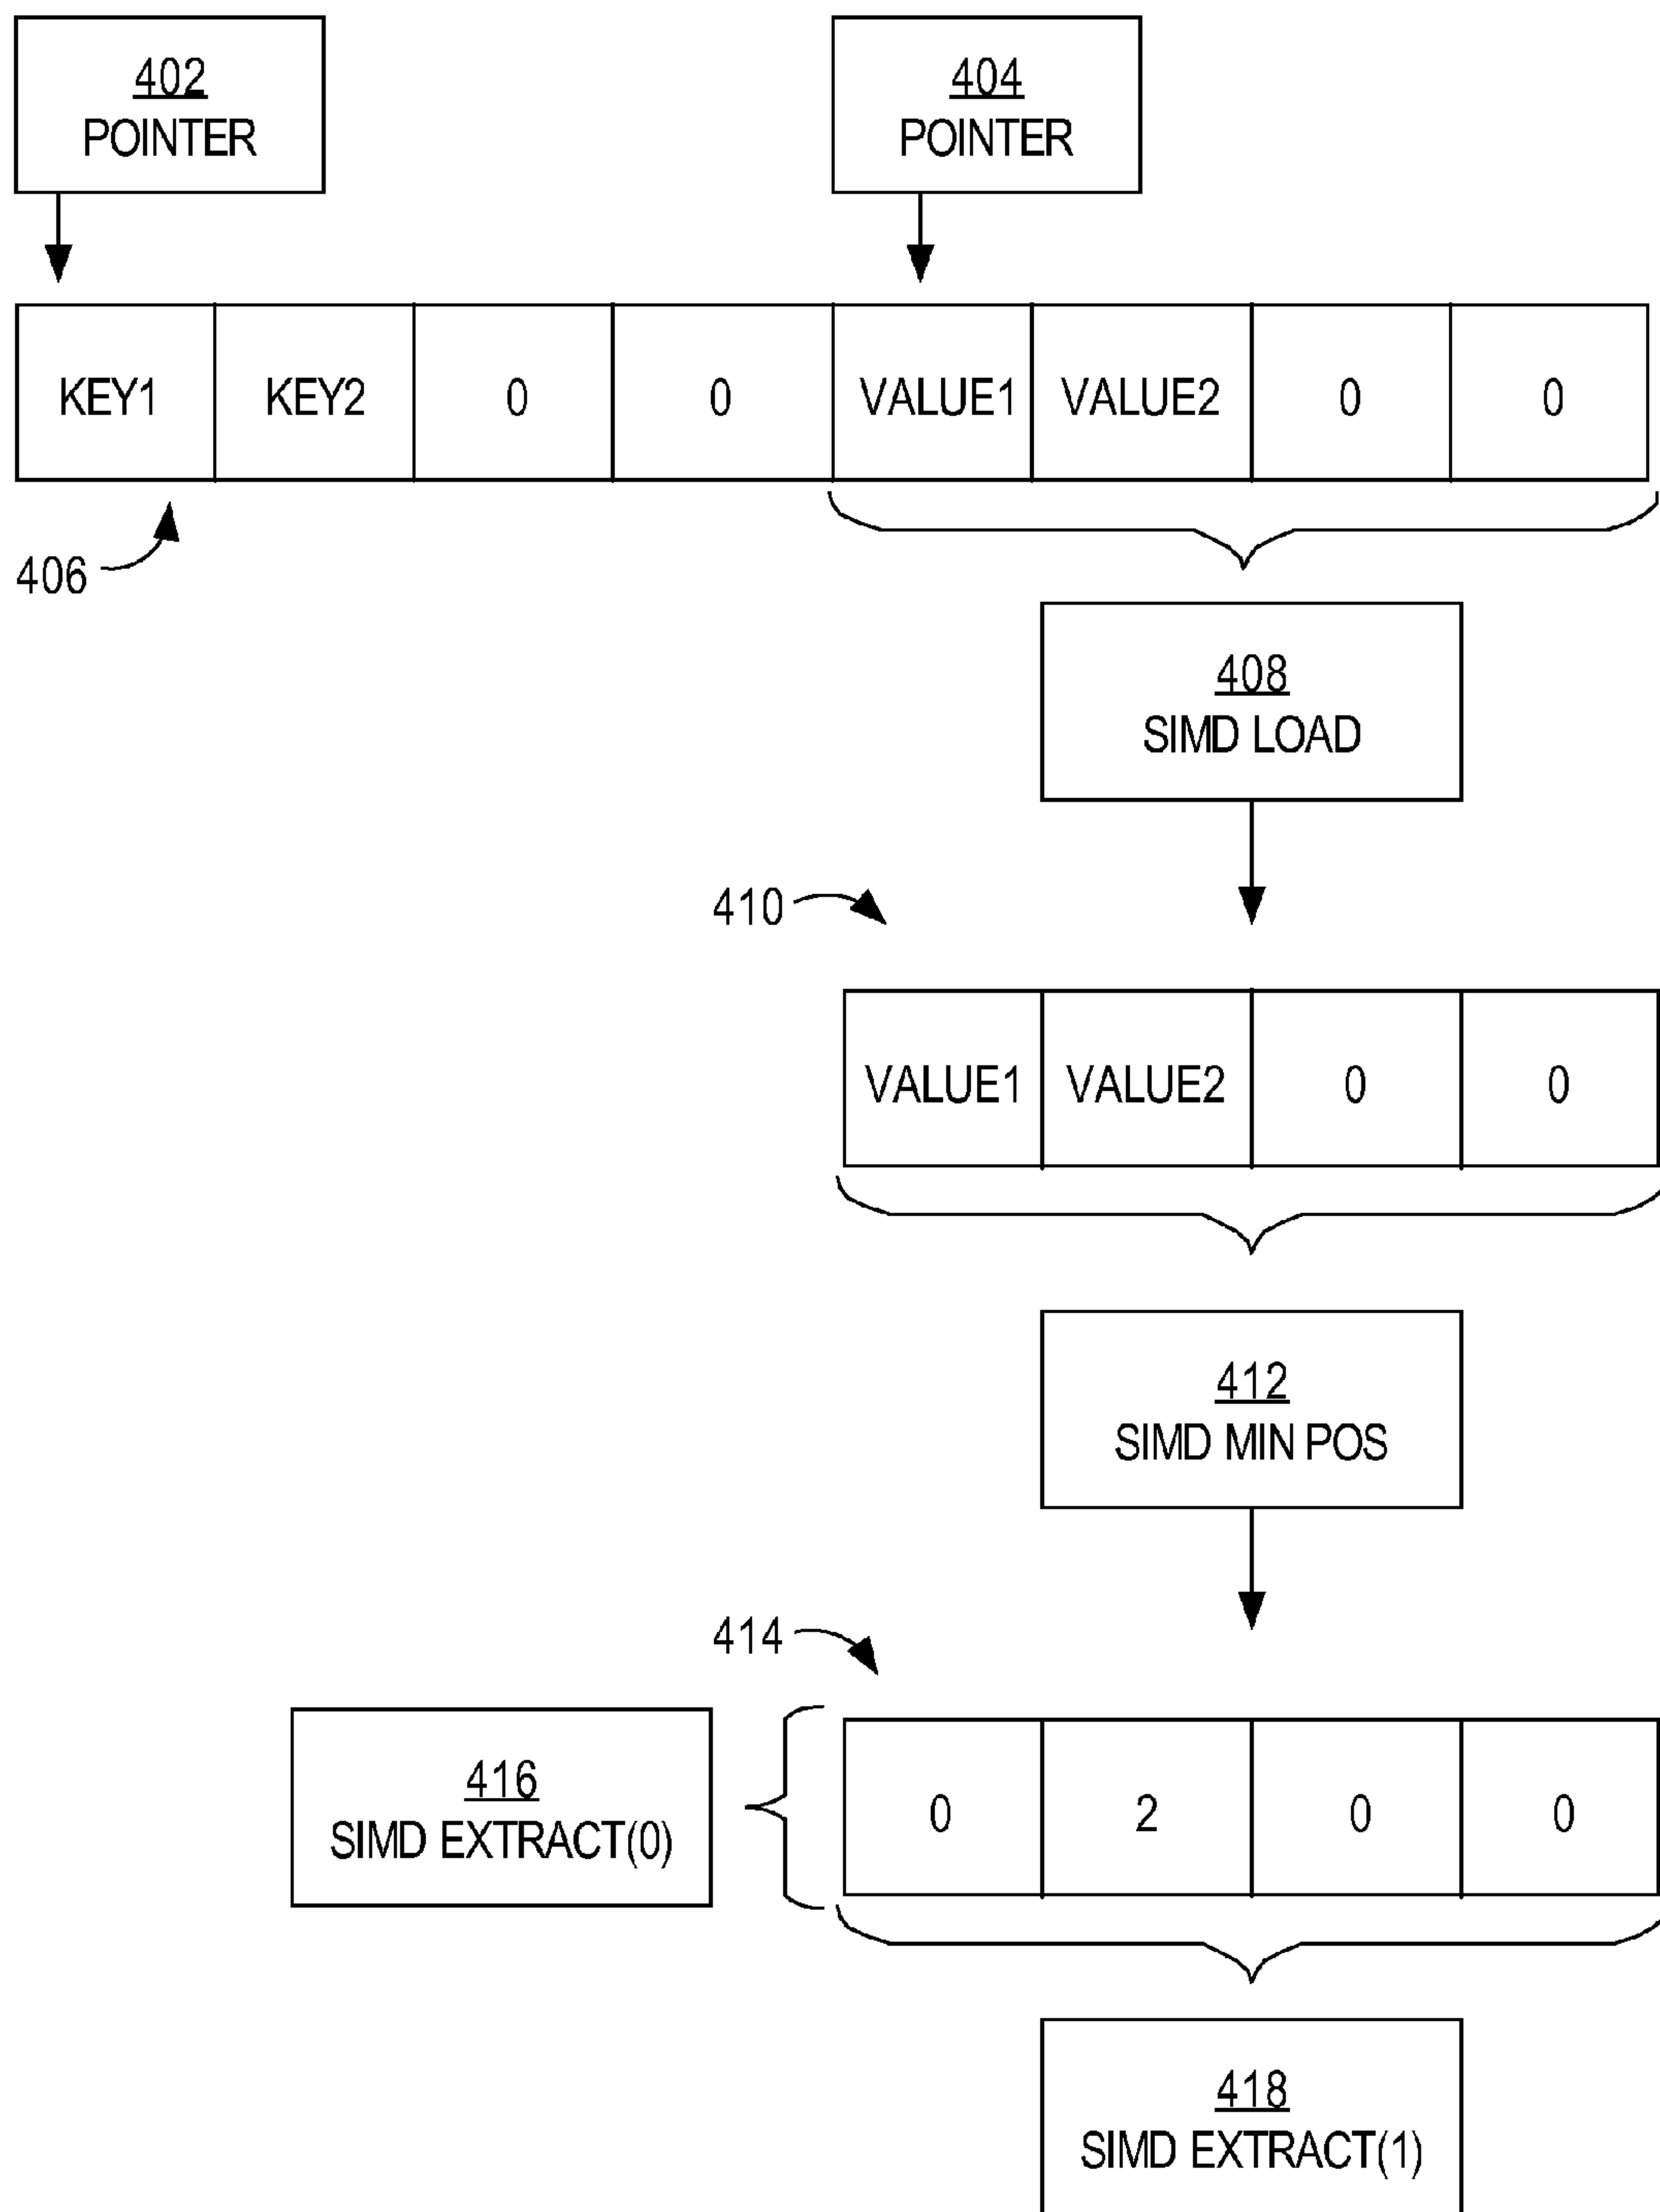 402
POINTER
404
POINTER
KEY1 KEY2 0 0 VALUE1 VALUE2 0 0
406
408
SIMD LOAD
410
VALUE1 VALUE2 0 0
412
SIMD MIN POS
414
416
SIMD EXTRACT(0)
0 2 0 0
418
SIMD EXTRACT(1)